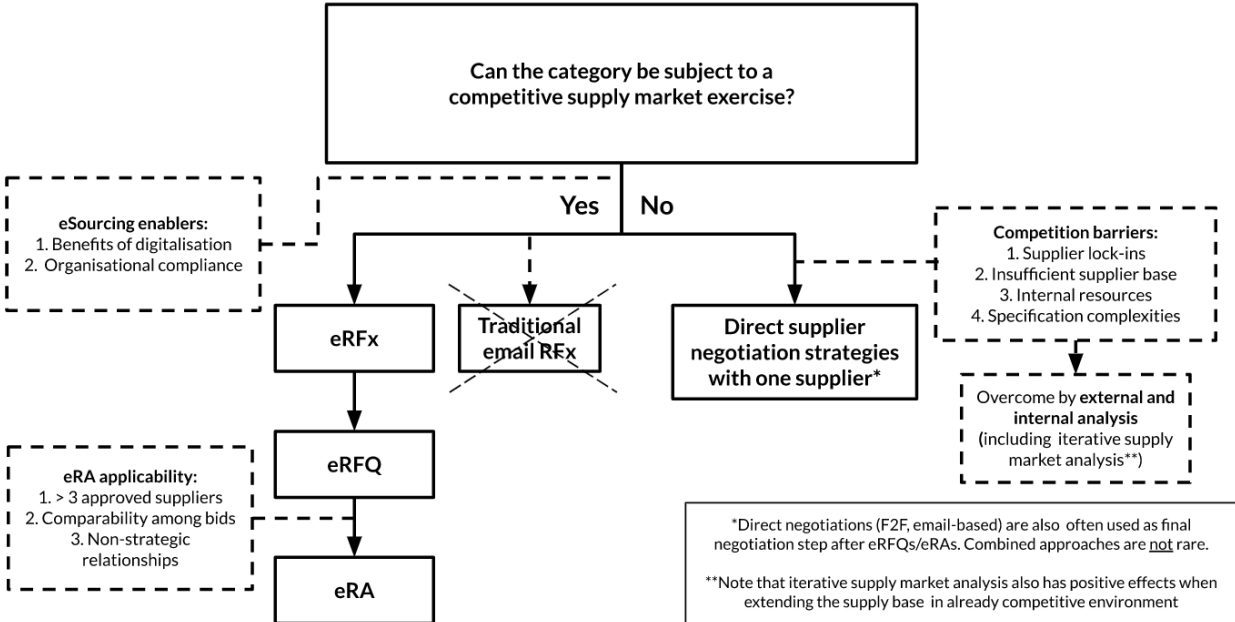 Can the category be subject to a
competitive supply market exercise?
Yes
No
eSourcing enablers:
1. Benefits of digitalisation
2. Organisational compliance
Competition barriers:
1. Supplier lock-ins
2. Insufficient supplier base
3. Internal resources
4. Specification complexities
eRFx
Traditional
email RFx
Direct supplier
negotiation strategies
with one supplier*
Overcome by external and
internal analysis
(including iterative supply
market analysis**)
eRFQ
eRA applicability:
1. > 3 approved suppliers
2. Comparability among bids
3. Non-strategic
relationships
eRA
*Direct negotiations (F2F, email-based) are also often used as final
negotiation step after eRFQs/eRAs. Combined approaches are not rare.
**Note that iterative supply market analysis also has positive effects when
extending the supply base in already competitive environment